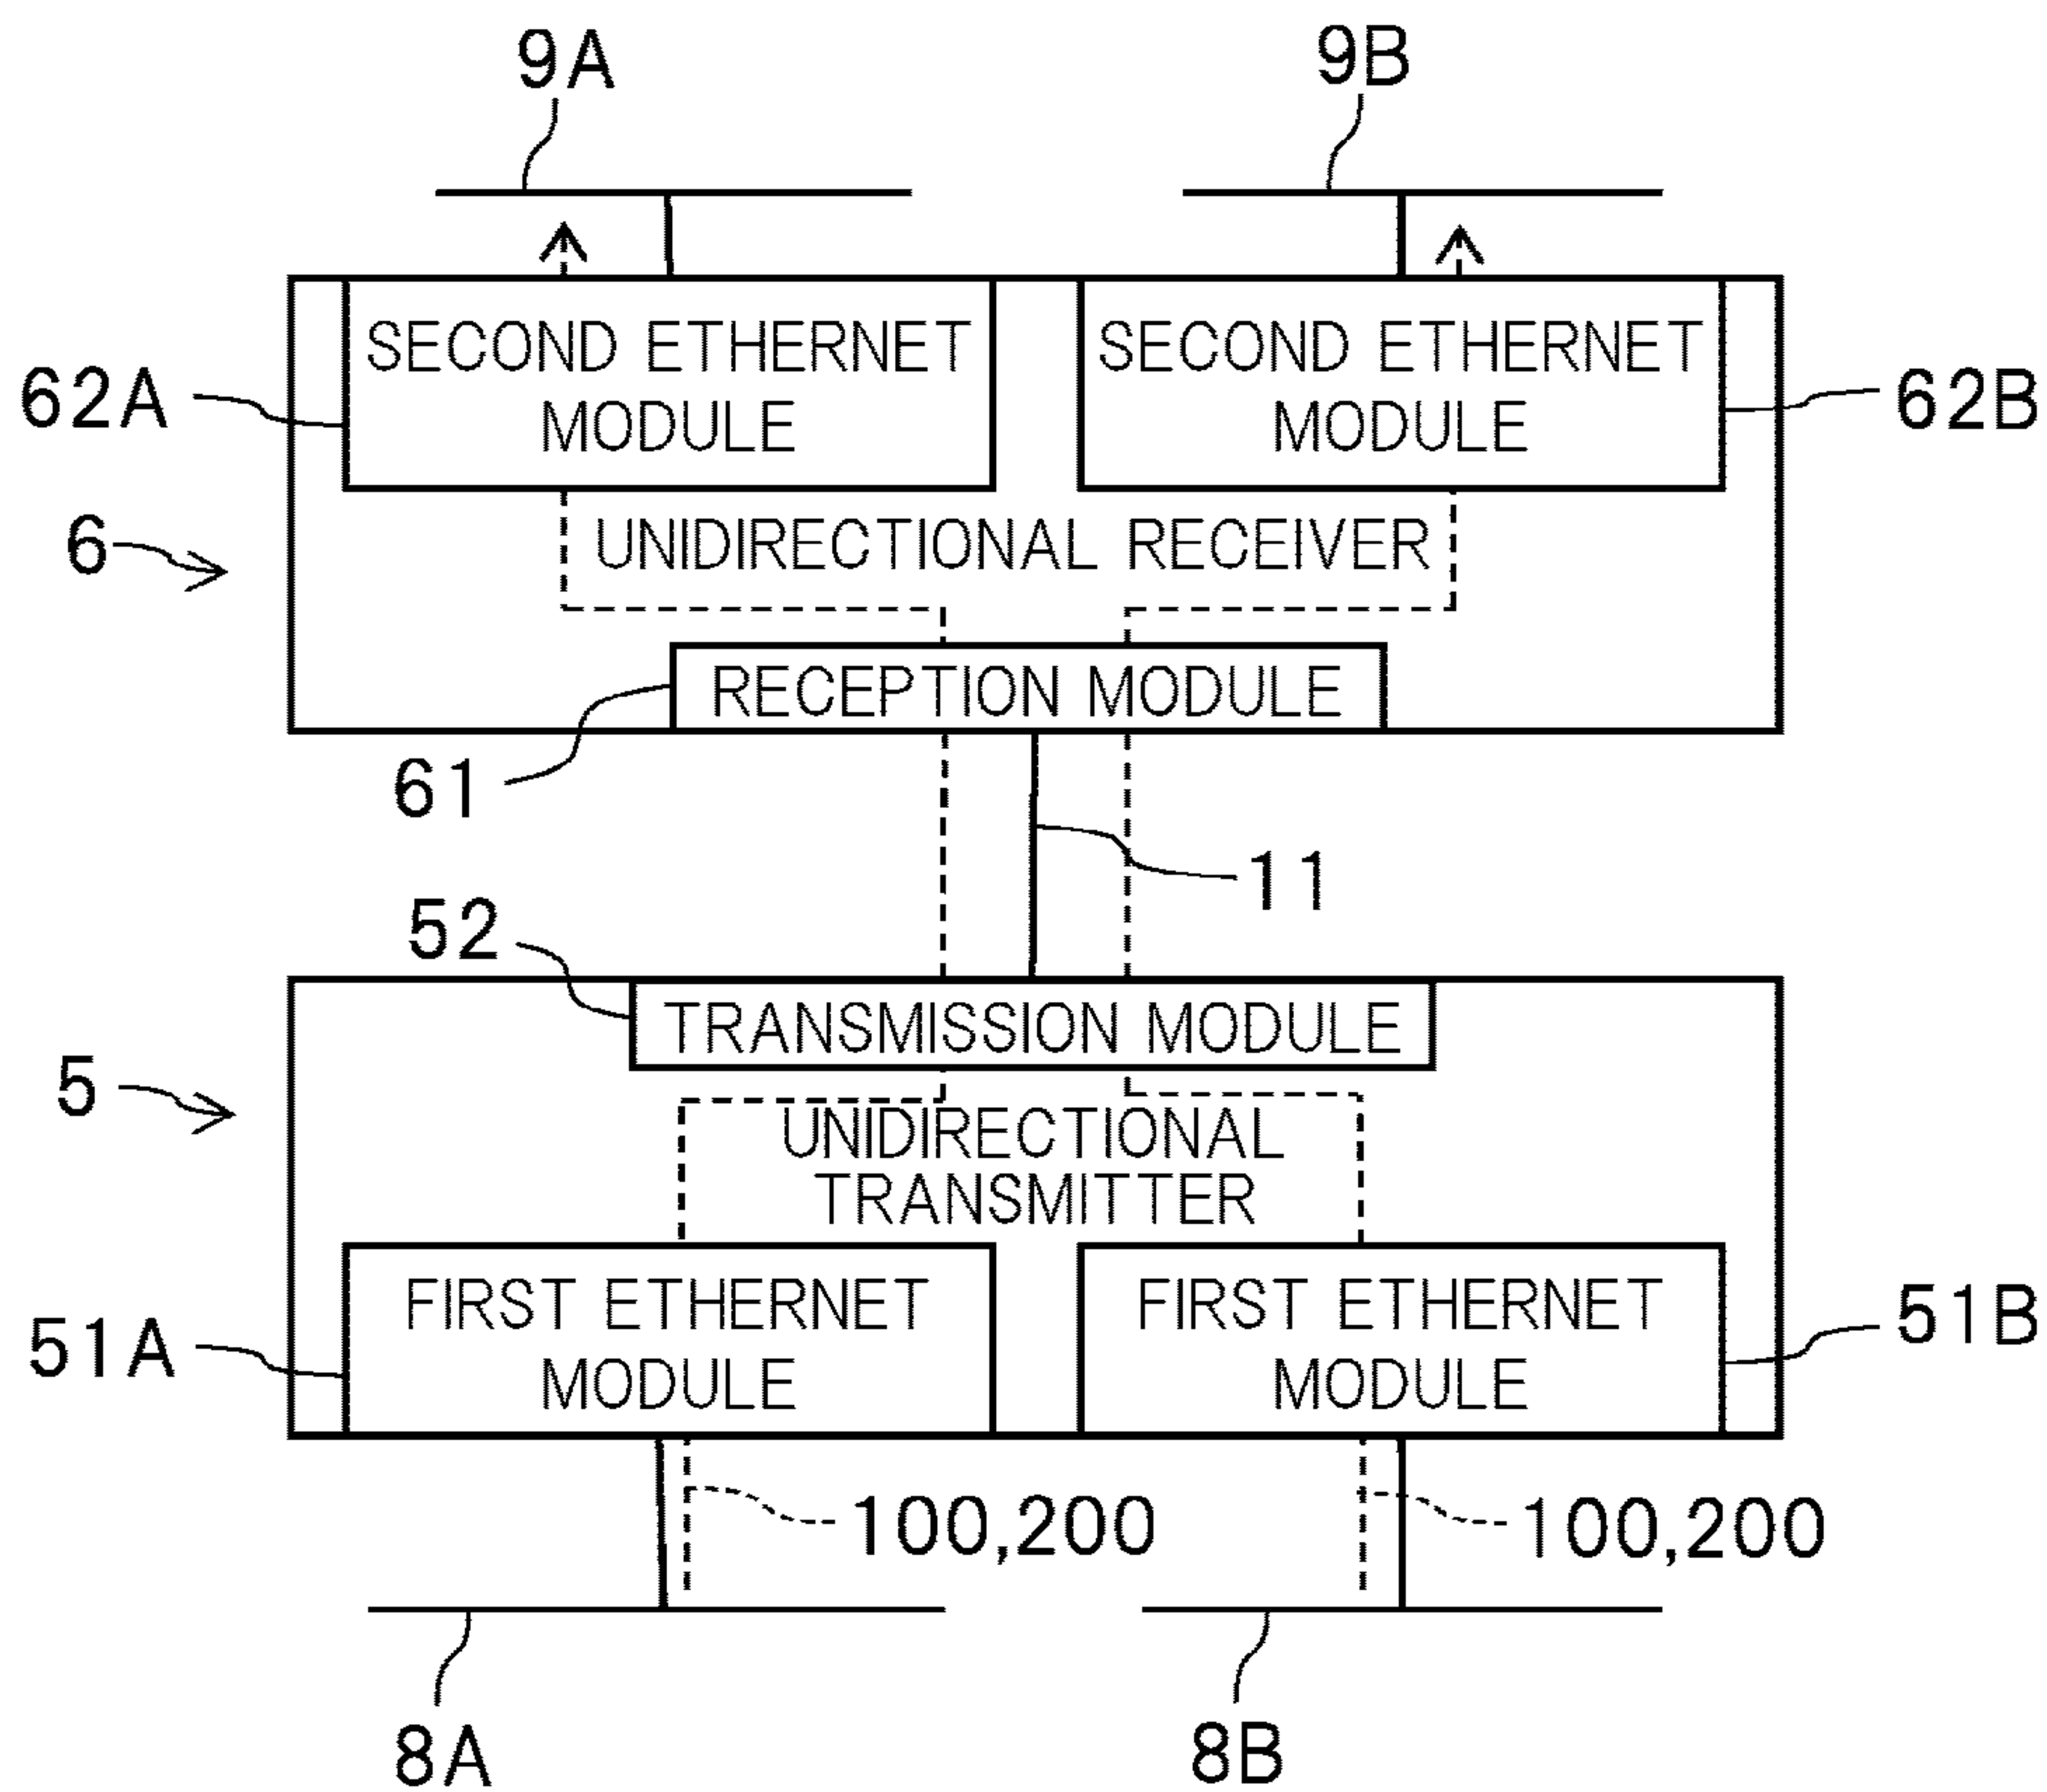 9A
9B
SECOND ETHERNET
MODULE
SECOND ETHERNET
MODULE
62A
62B
6
UNIDIRECTIONAL RECEIVER
RECEPTION MODULE
61
11
52
TRANSMISSION MODULE
5
UNIDIRECTIONAL
TRANSMITTER
FIRST ETHERNET
MODULE
FIRST ETHERNET
MODULE
51A
51B
100,200
100,200
8A
8B